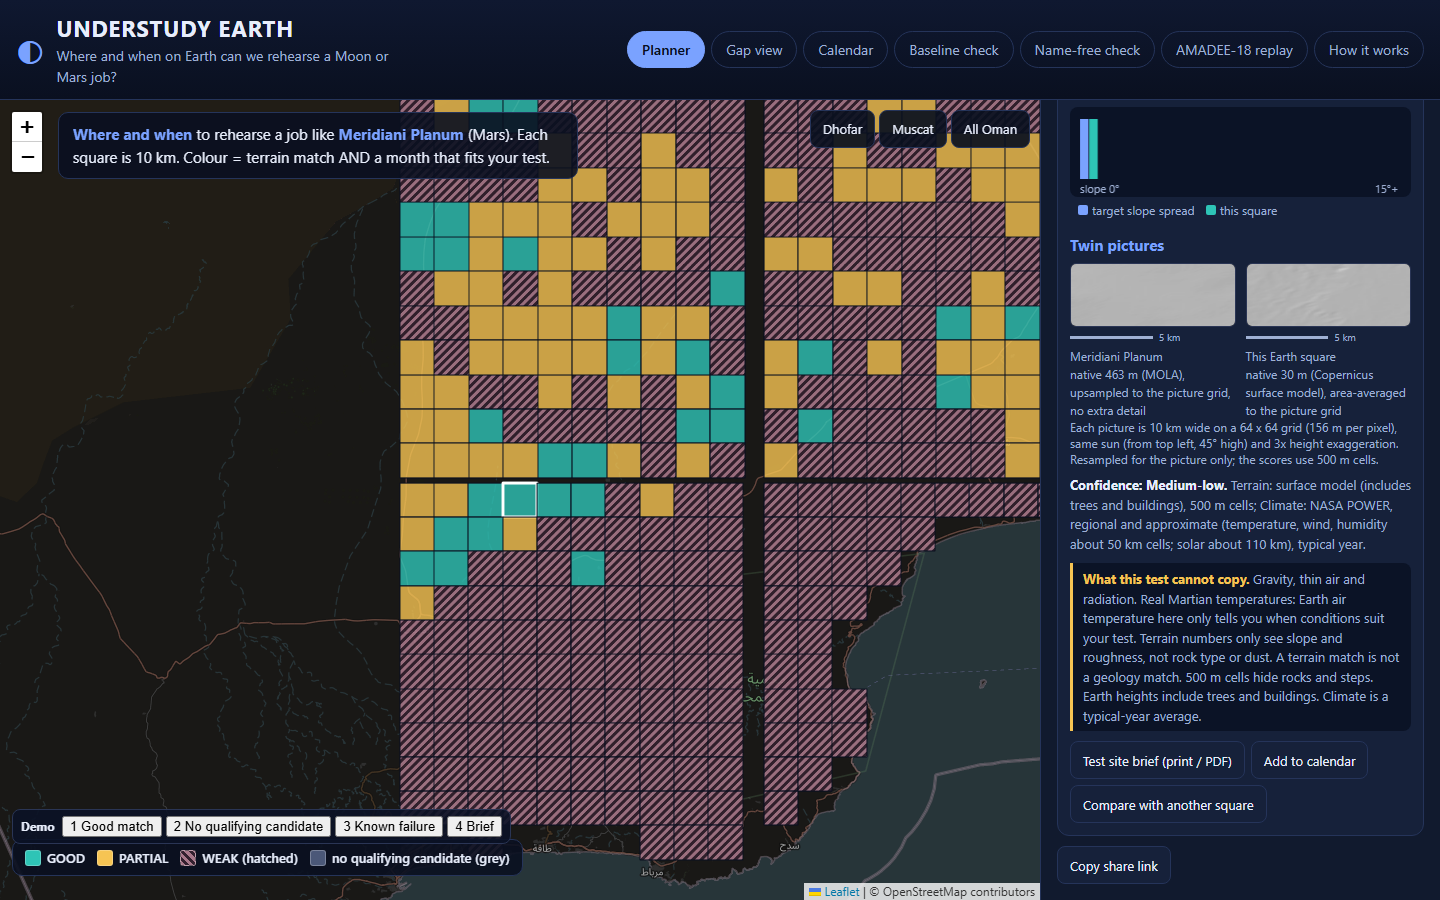 UNDERSTUDY EARTH
Where and when on Earth can we rehearse a Moon or
Mars job?
Planner
Gap view
Calendar
Baseline check
Name-free check
AMADEE-18 replay
How it works
+
−
Where and when to rehearse a job like Meridiani Planum (Mars). Each
square is 10 km. Colour = terrain match AND a month that fits your test.
Dhofar
Muscat
All Oman
slope 0°
15°+
target slope spread
this square
Twin pictures
5 km
5 km
Meridiani Planum
native 463 m (MOLA),
upsampled to the picture grid,
no extra detail
This Earth square
native 30 m (Copernicus
surface model), area-averaged
to the picture grid
Each picture is 10 km wide on a 64 x 64 grid (156 m per pixel),
same sun (from top left, 45° high) and 3x height exaggeration.
Resampled for the picture only; the scores use 500 m cells.
Confidence: Medium-low. Terrain: surface model (includes
trees and buildings), 500 m cells; Climate: NASA POWER,
regional and approximate (temperature, wind, humidity
about 50 km cells; solar about 110 km), typical year.
What this test cannot copy. Gravity, thin air and
radiation. Real Martian temperatures: Earth air
temperature here only tells you when conditions suit
your test. Terrain numbers only see slope and
roughness, not rock type or dust. A terrain match is not
a geology match. 500 m cells hide rocks and steps.
Earth heights include trees and buildings. Climate is a
typical-year average.
Test site brief (print / PDF)
Add to calendar
Compare with another square
Copy share link
Demo
1 Good match
2 No qualifying candidate
3 Known failure
4 Brief
GOOD
PARTIAL
WEAK (hatched)
no qualifying candidate (grey)
طاقة
مرباط
سدح
Leaflet | © OpenStreetMap contributors